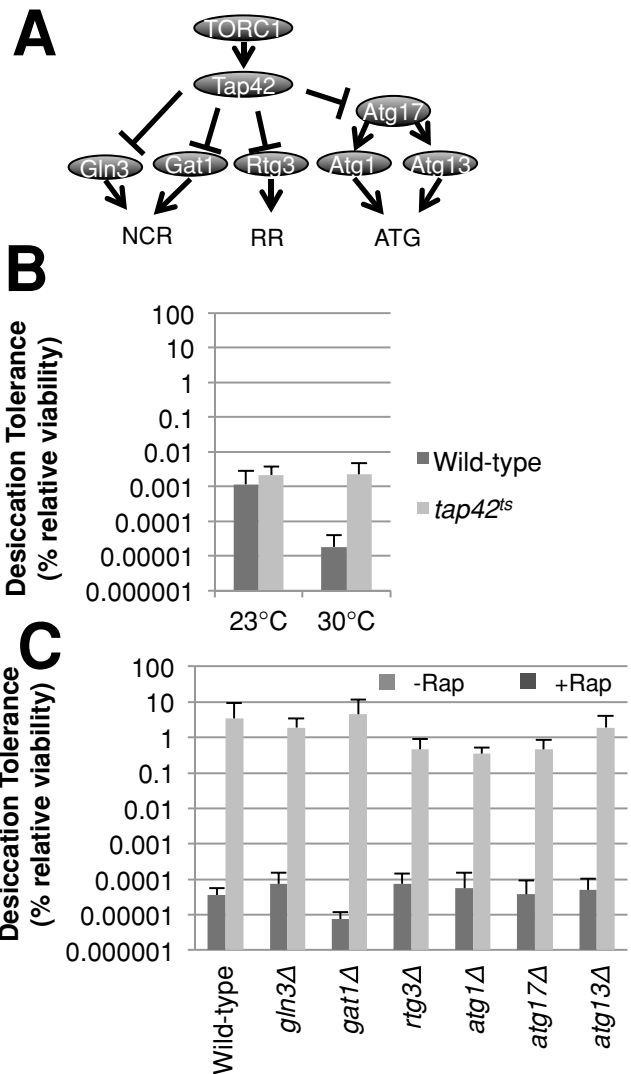 A
TORC1
Tap42
Atg17
Gln3 Gat1 Rtg3 Atg1 Atg13
NCR RR ATG
B
Desiccation Tolerance
(% relative viability)
100
10
1
0.1
0.01
0.001
0.0001
0.00001
0.000001
23°C 30°C
Wild-type
tap42ts
C
Desiccation Tolerance
(% relative viability)
100
10
1
0.1
0.01
0.001
0.0001
0.00001
0.000001
-Rap +Rap
Wild-type
gln3Δ
gat1Δ
rtg3Δ
atg1Δ
atg17Δ
atg13Δ